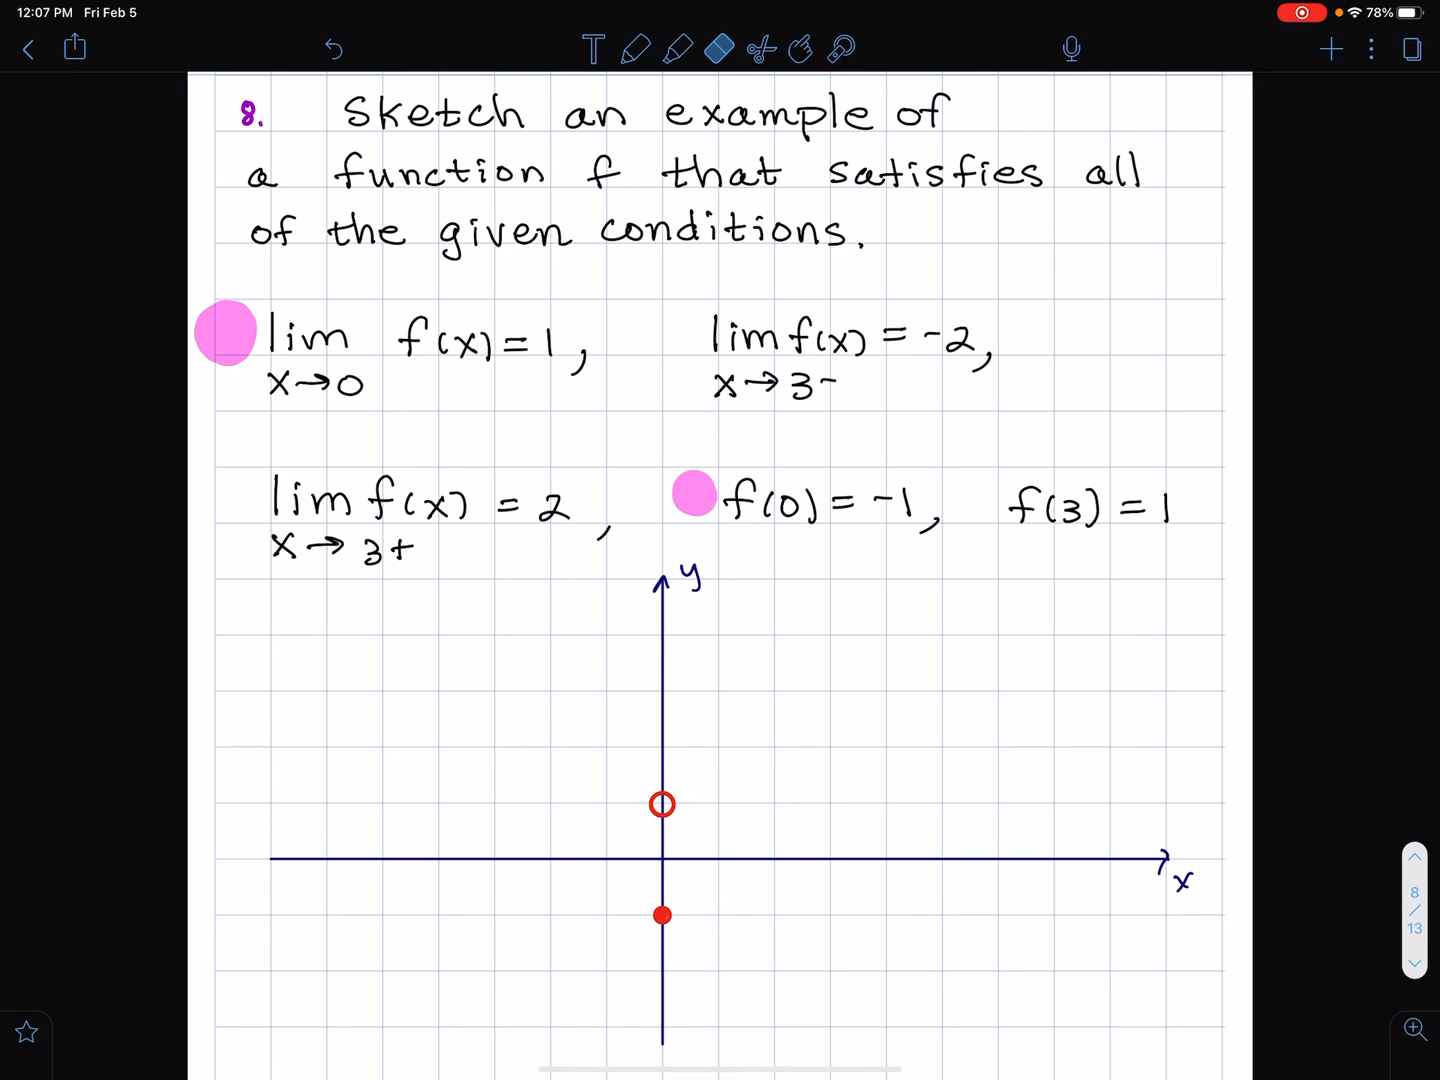 12:07 PM Fri Feb 5
78%
T
8. Sketch an example of
a function f that satisfies all
of the given conditions.
lim f(x) = 1, lim f(x) = -2,
x→0 x→3-
lim f(x) = 2, f(0) = -1, f(3) = 1
x→3+
y
x
8
/
13